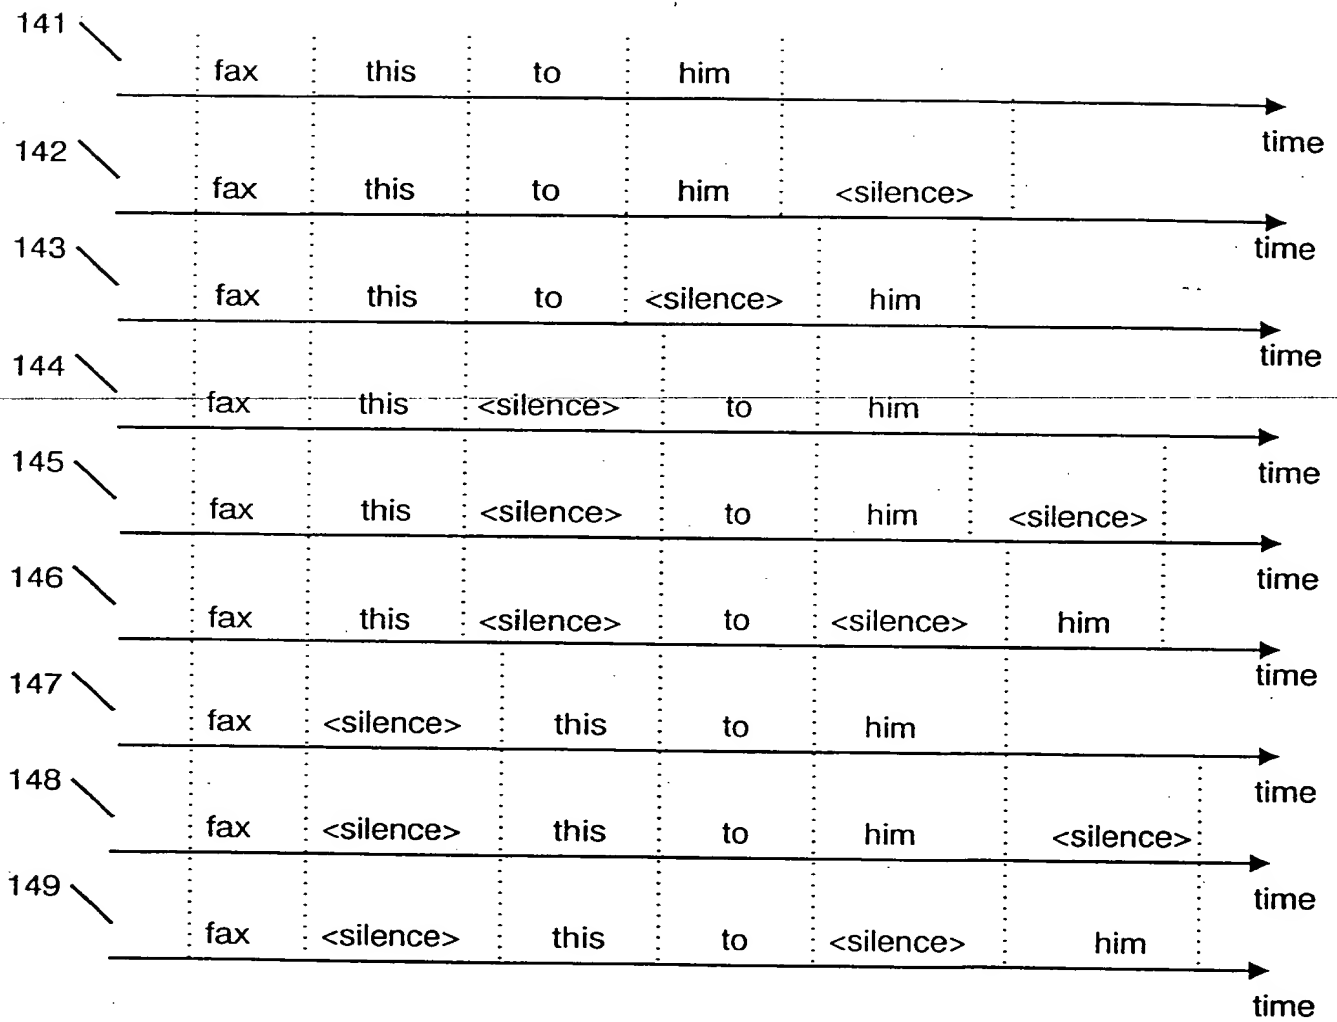 141
fax this to him
time
142
fax this to him <silence>
time
143
fax this to <silence> him
time
144
fax this <silence> to him
time
145
fax this <silence> to him <silence>
time
146
fax this <silence> to <silence> him
time
147
fax <silence> this to him
time
148
fax <silence> this to him <silence>
time
149
fax <silence> this to <silence> him
time